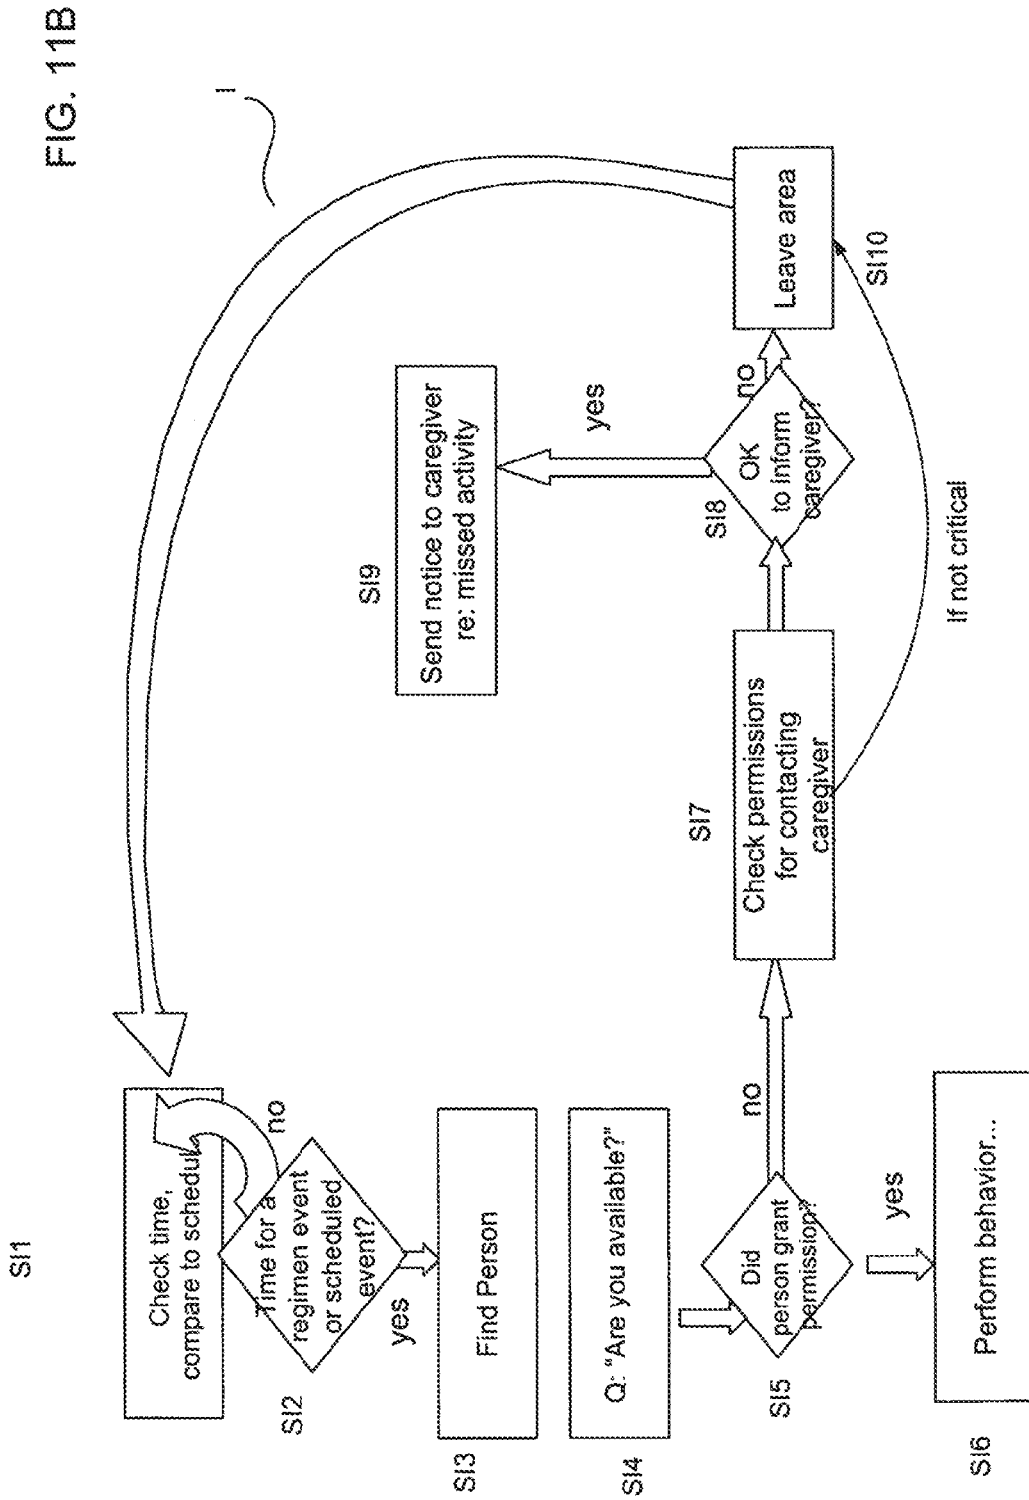 FIG. 11B
I
SI1
Check time,
compare to schedul
no
SI2
Time for a
regimen event
or scheduled
event?
yes
SI3
Find Person
SI4
Q: "Are you available?"
SI5
Did
person grant
permission?
no
yes
SI6
Perform behavior...
SI7
Check permissions
for contacting
caregiver
If not critical
SI8
OK
to inform
caregiver?
yes
no
SI9
Send notice to caregiver
re: missed activity
SI10
Leave area